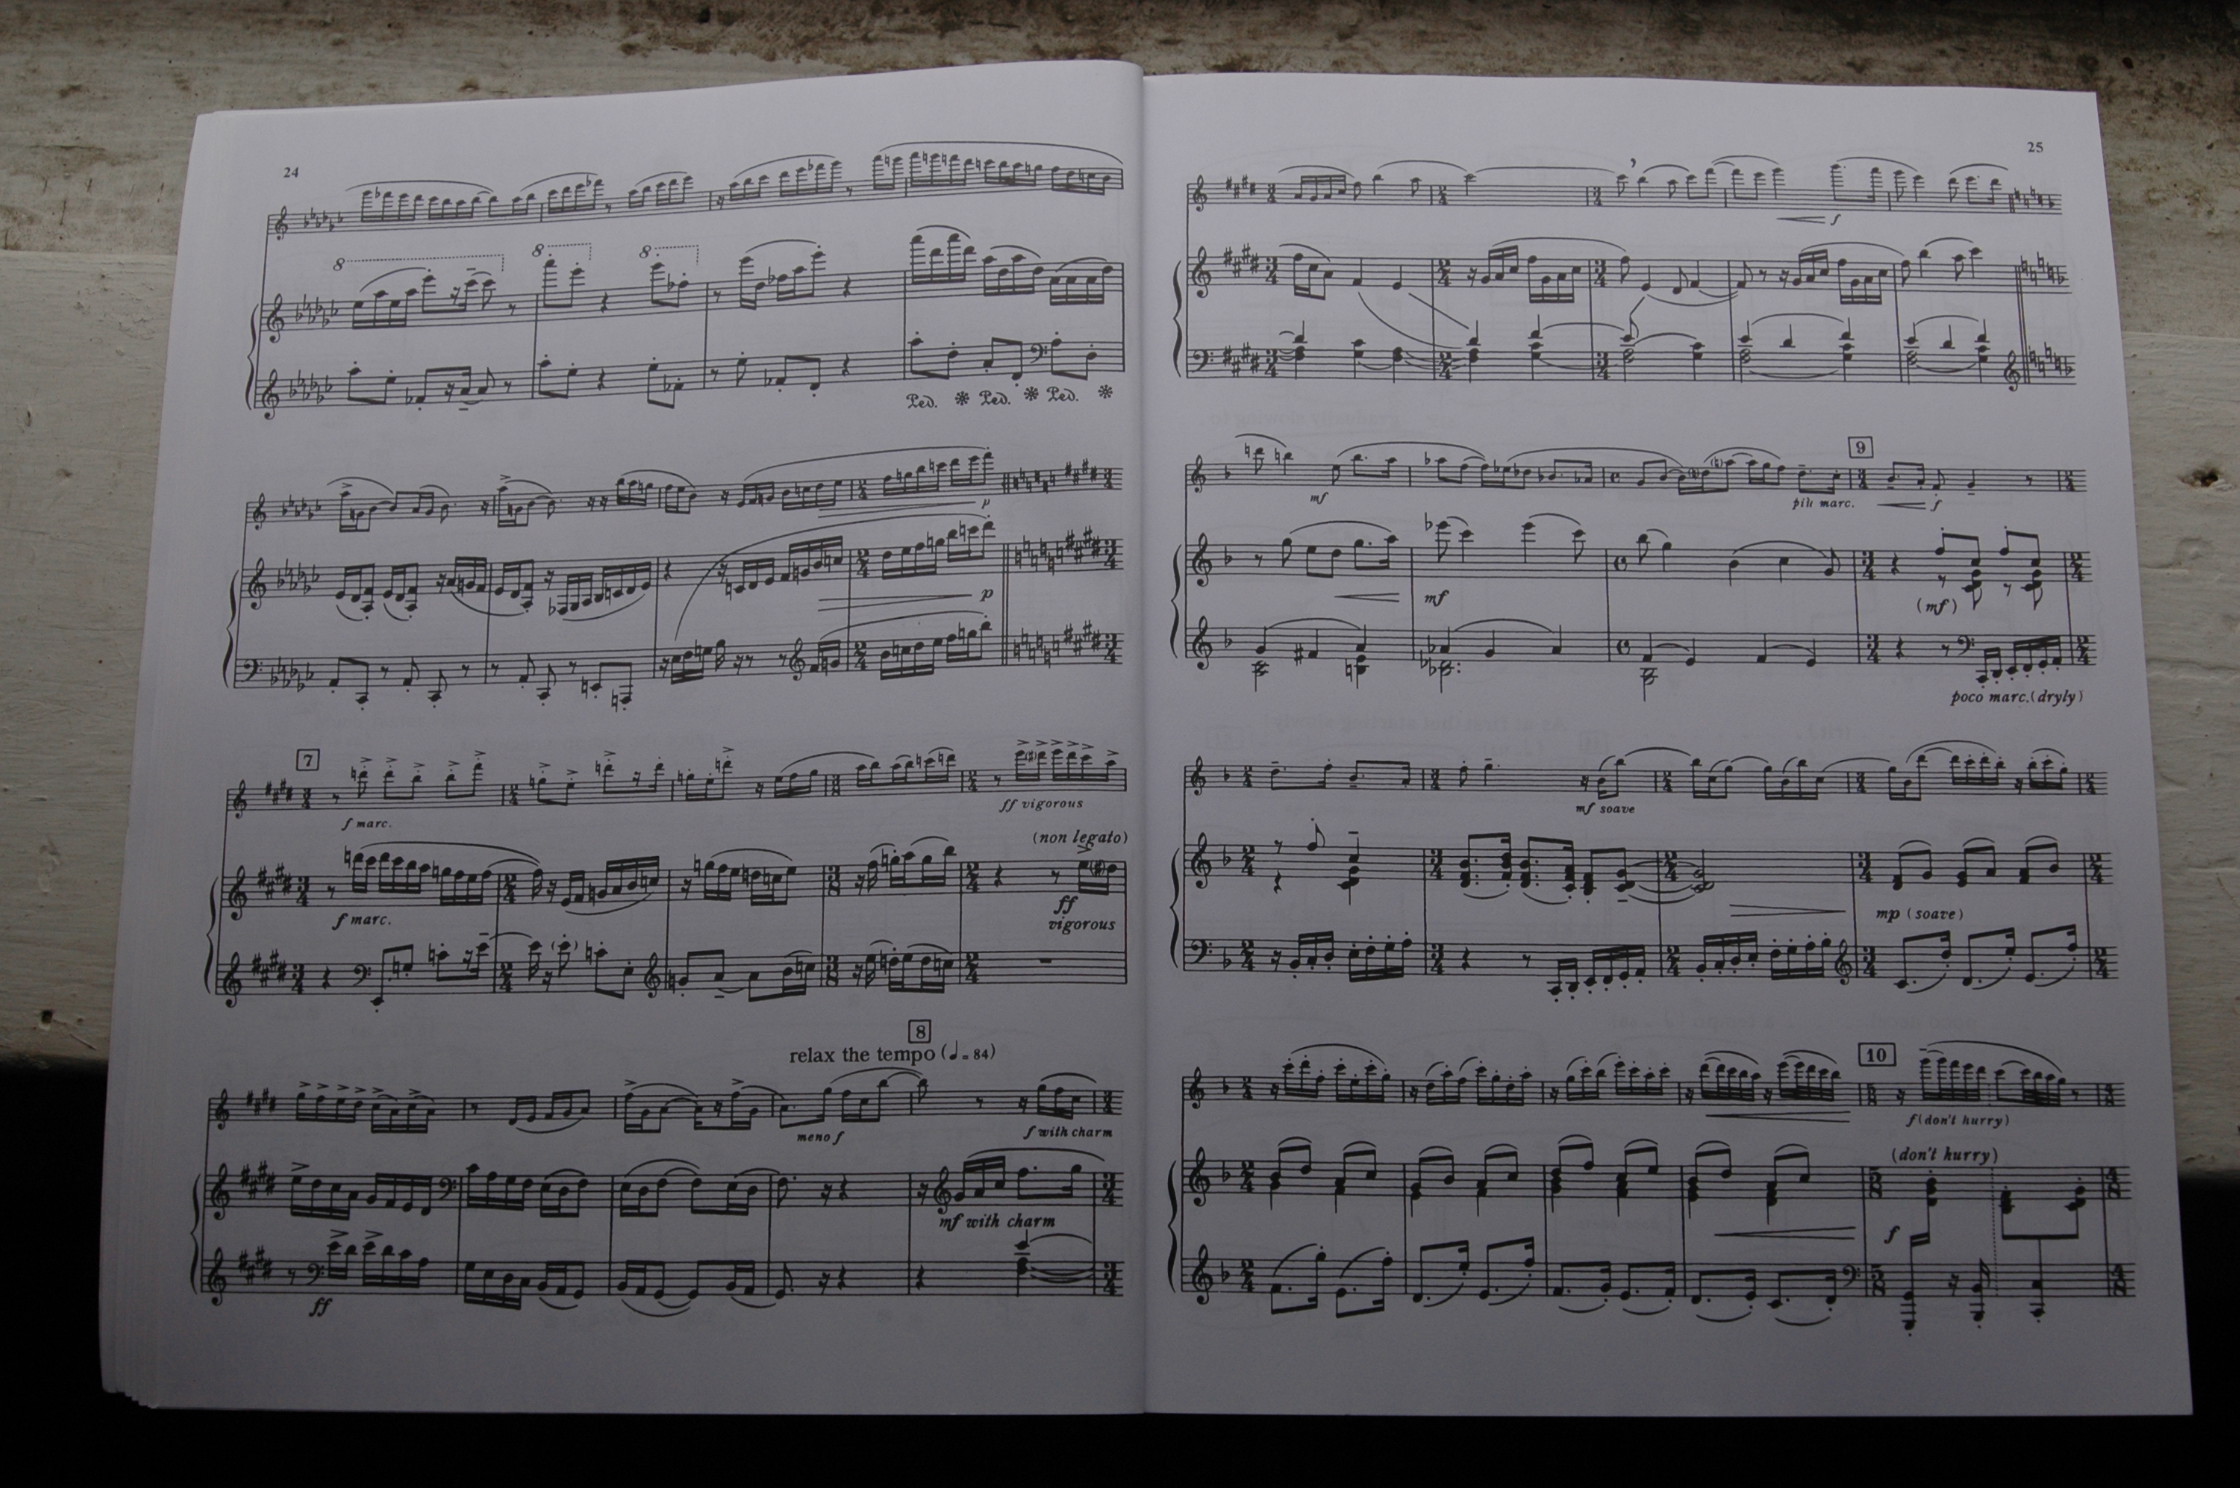 24
8
8
8
Ped. * Ped. * Ped. *
p
p
7
f marc.
ff vigorous
(non legato)
f marc.
ff
vigorous
8
relax the tempo (♩= 84)
meno f
f with charm
mf with charm
ff
25
f
9
mf
più marc.
f
mf
(mf)
poco marc. (dryly)
mf soave
mp (soave)
10
f (don't hurry)
(don't hurry)
f